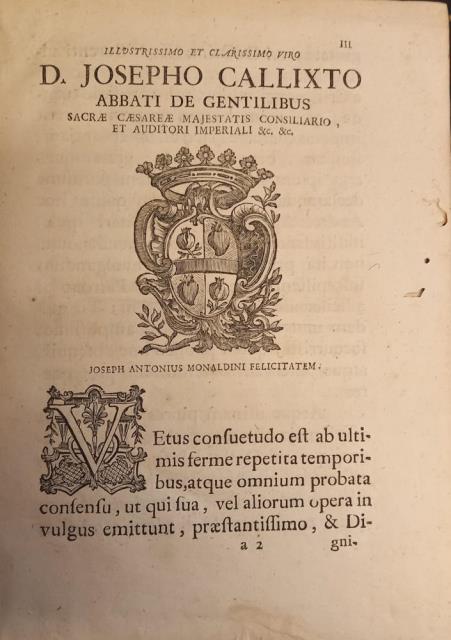 III
ILLVSTRISSIMO ET CLARISSIMO VIRO
D. JOSEPHO CALLIXTO
ABBATI DE GENTILIBUS
SACRÆ CÆSAREÆ MAJESTATIS CONSILIARIO,
ET AUDITORI IMPERIALI &c. &c.
JOSEPH ANTONIUS MONALDINI FELICITATEM.
VEtus conſuetudo eſt ab ulti-
mis ferme repetita tempori-
bus, atque omnium probata
conſenſu, ut qui ſua, vel aliorum opera in
vulgus emittunt, præſtantiſſimo, & Di-
a 2 gni-